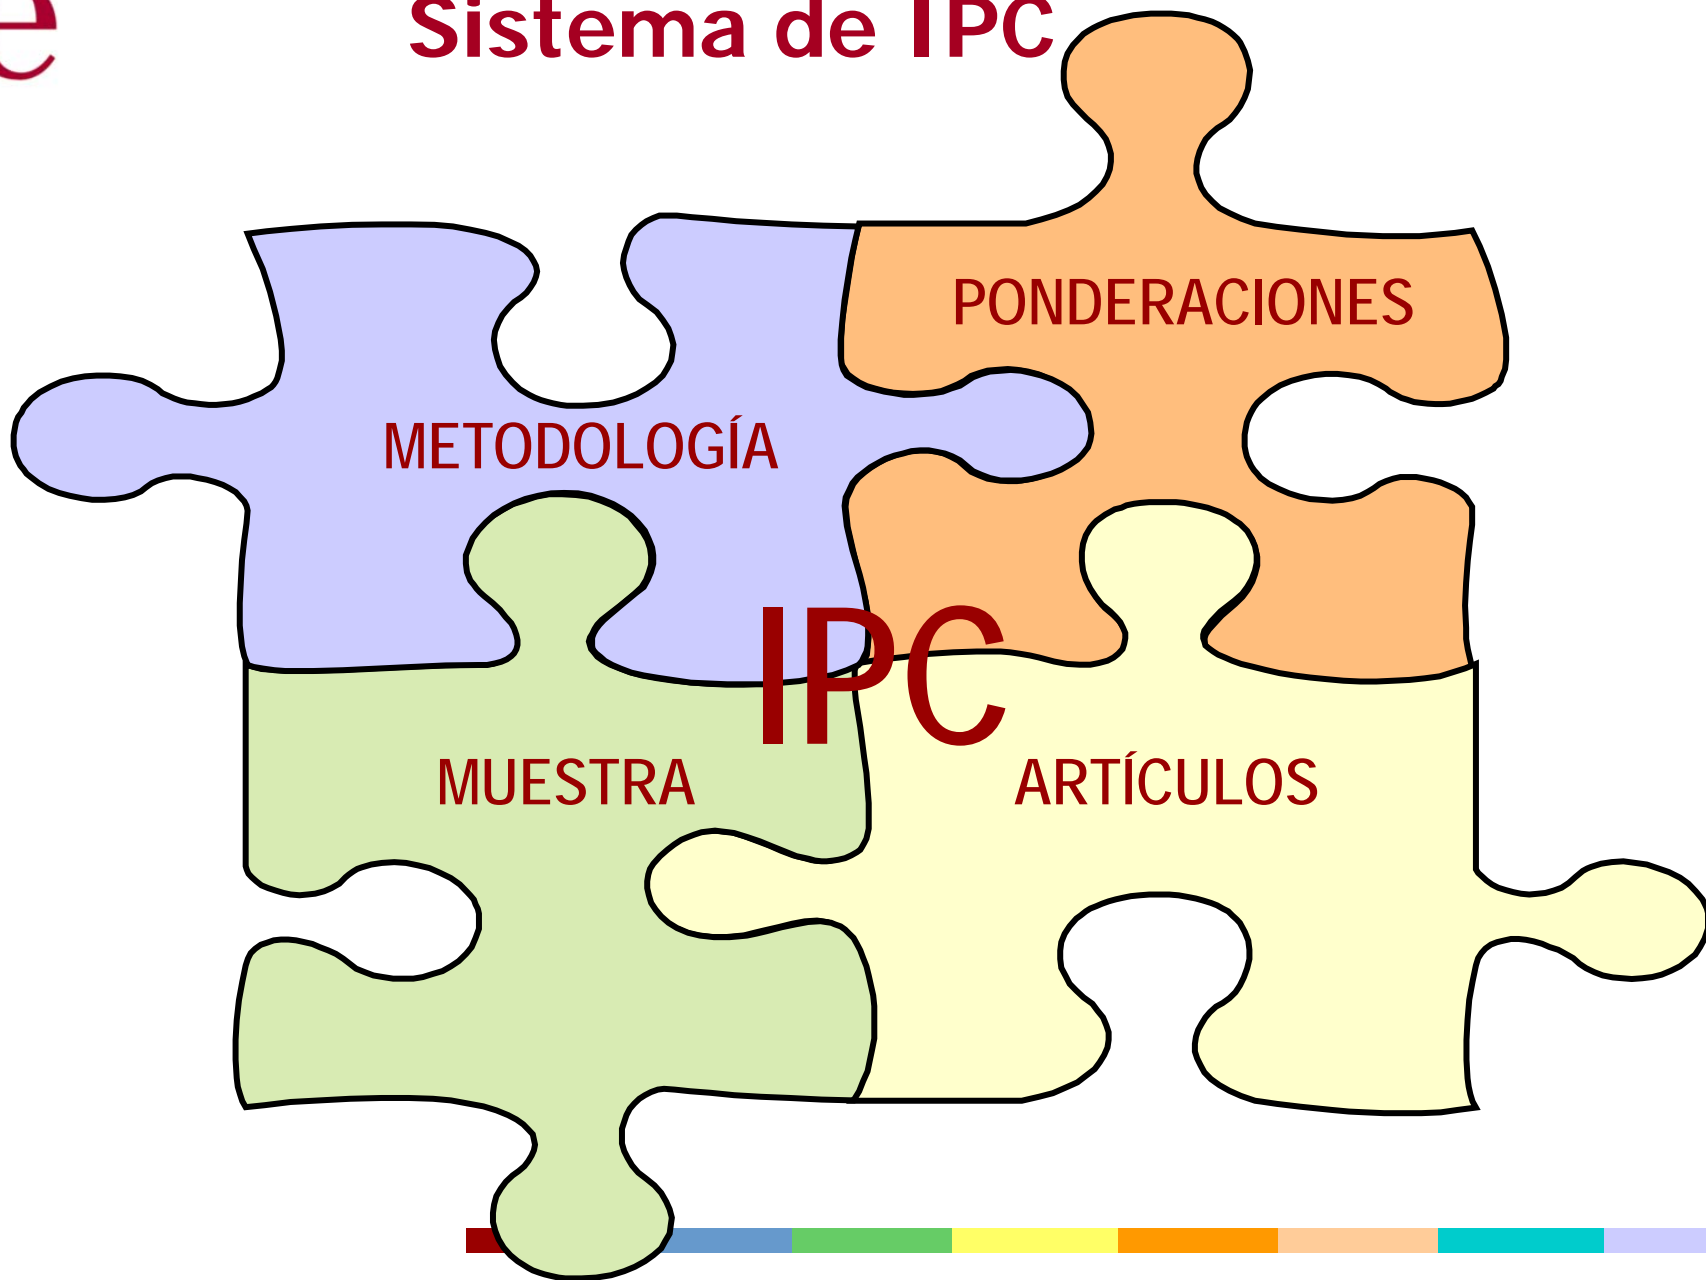 e
Sistema de IPC
PONDERACIONES
METODOLOGÍA
IPC
MUESTRA
ARTÍCULOS